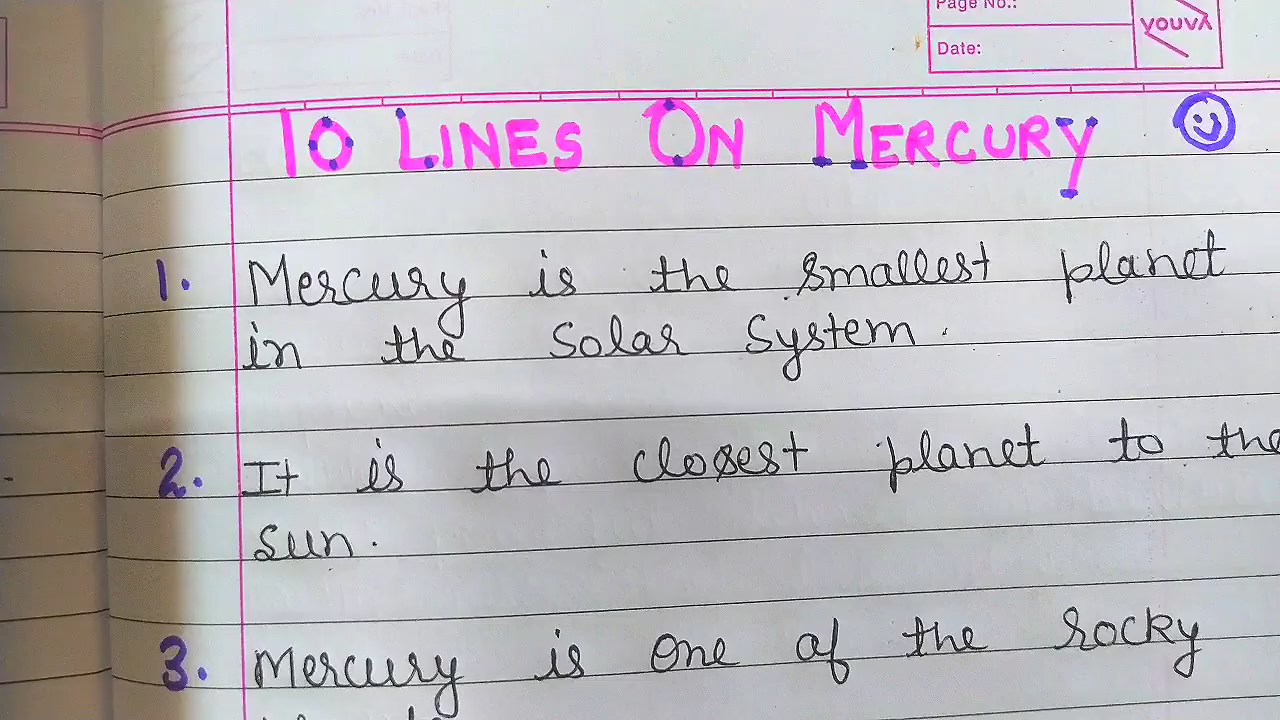 Page No.:
Date:
YOUVA
10 LINES ON MERCURY
1. Mercury is the smallest planet
in the Solar System.
2. It is the closest planet to the
sun.
3. Mercury is one of the rocky